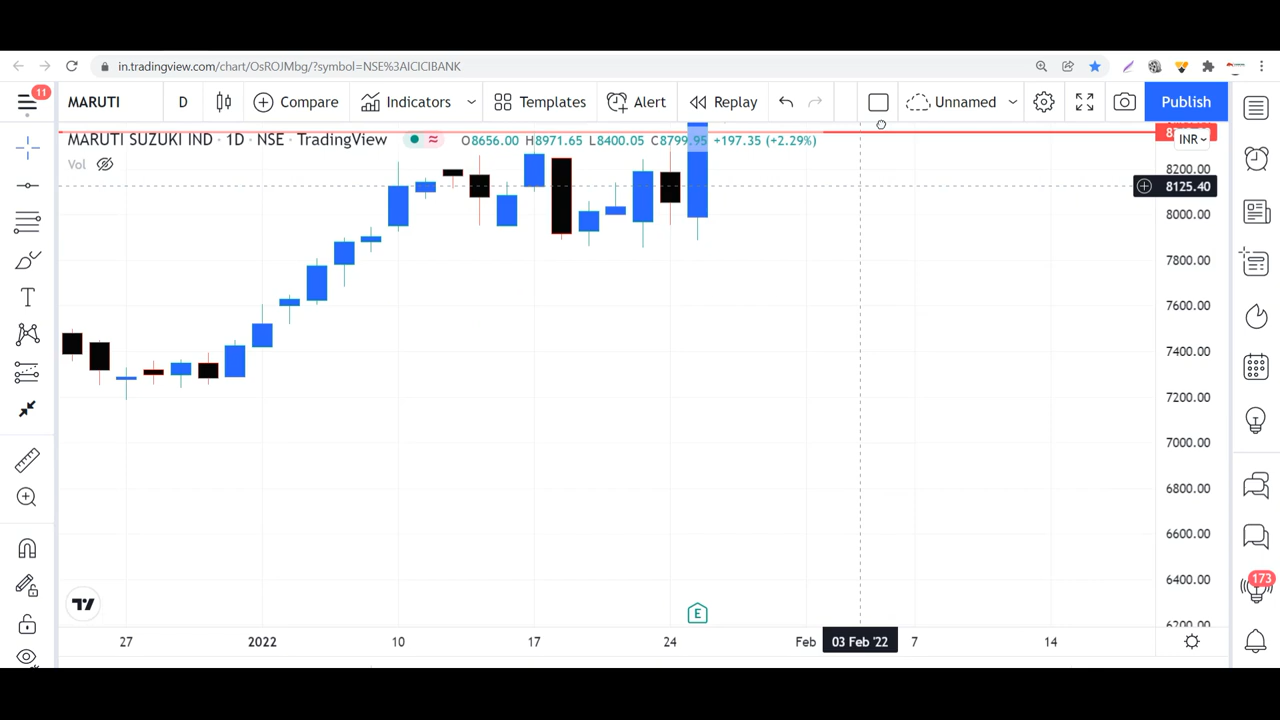 in.tradingview.com/chart/OsROJMbg/?symbol=NSE%3AICICIBANK
11
MARUTI D Compare Indicators Templates Alert Replay Unnamed Publish
MARUTI SUZUKI IND · 1D · NSE · TradingView O8656.00 H8971.65 L8400.05 C8799.95 +197.35 (+2.29%)
INR
Vol
8200.00
8125.40
8000.00
7800.00
7600.00
7400.00
7200.00
7000.00
6800.00
6600.00
6400.00
173
E
6200.00
27 2022 10 17 24 Feb 03 Feb '22 7 14